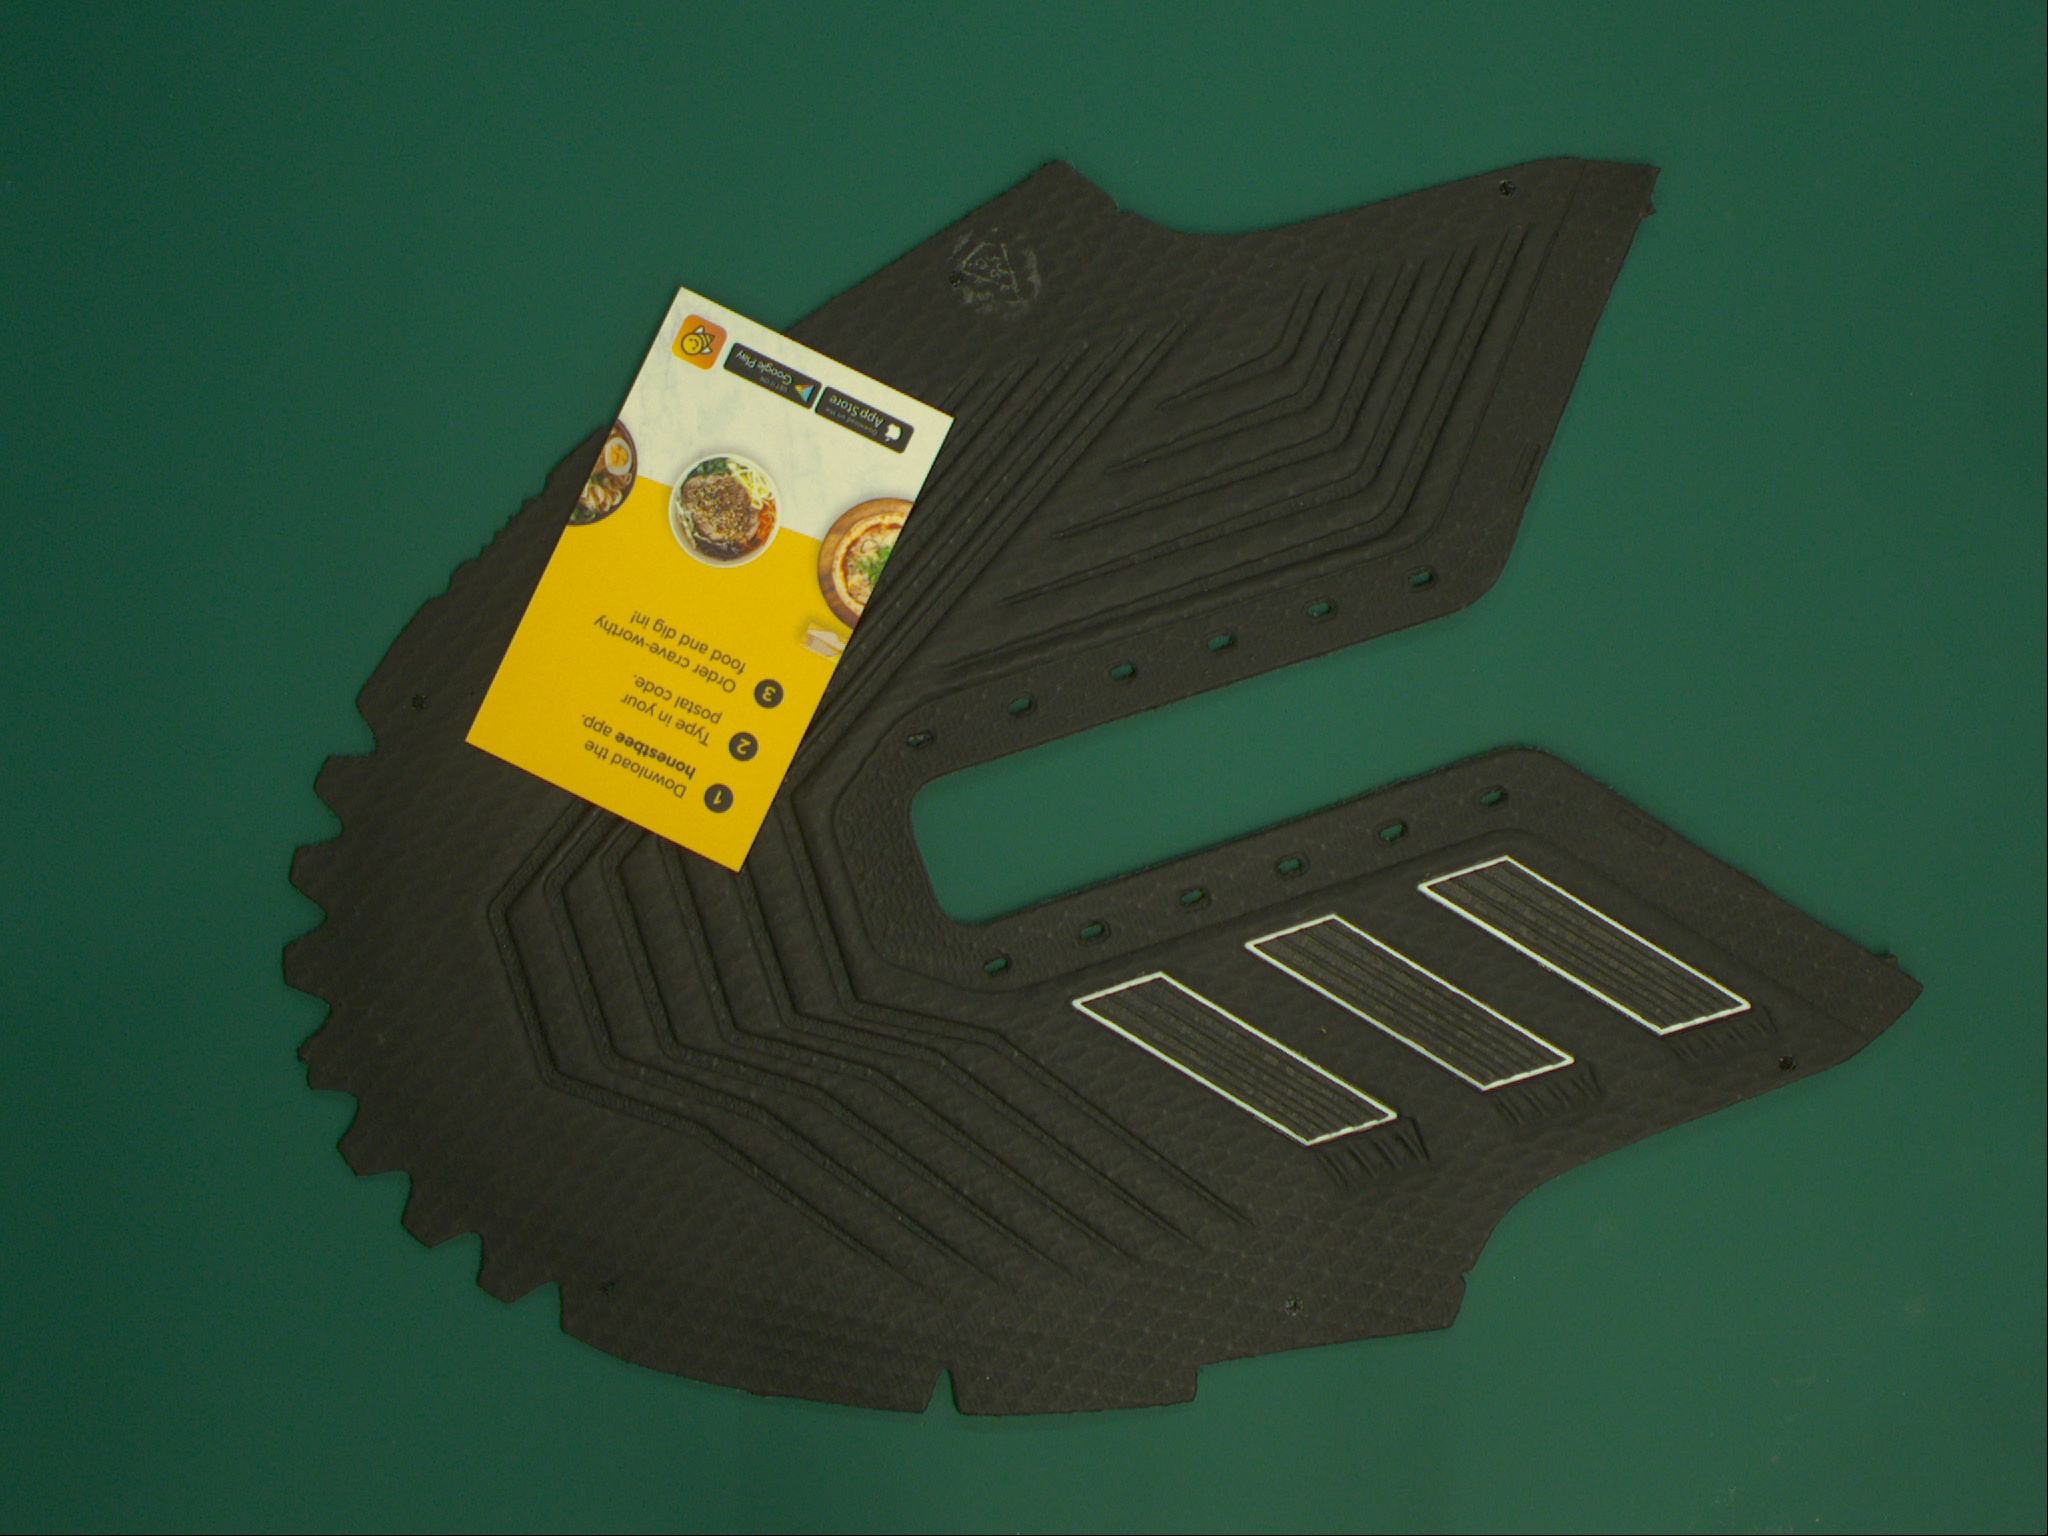 1 Download the
honestbee app.
2 Type in your
postal code.
3 Order crave-worthy
food and dig in!
Download on the
App Store
GET IT ON
Google Play